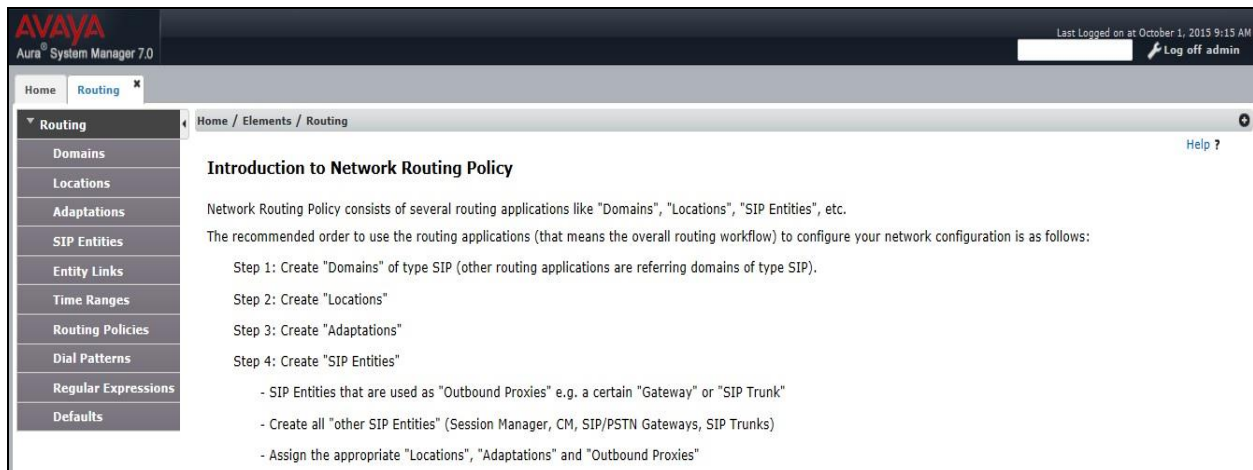 AVAYA
Aura® System Manager 7.0
Last Logged on at October 1, 2015 9:15 AM
Log off admin
Home
Routing
Routing
Domains
Locations
Adaptations
SIP Entities
Entity Links
Time Ranges
Routing Policies
Dial Patterns
Regular Expressions
Defaults
Home / Elements / Routing
Help ?
Introduction to Network Routing Policy
Network Routing Policy consists of several routing applications like "Domains", "Locations", "SIP Entities", etc.
The recommended order to use the routing applications (that means the overall routing workflow) to configure your network configuration is as follows:
Step 1: Create "Domains" of type SIP (other routing applications are referring domains of type SIP).
Step 2: Create "Locations"
Step 3: Create "Adaptations"
Step 4: Create "SIP Entities"
- SIP Entities that are used as "Outbound Proxies" e.g. a certain "Gateway" or "SIP Trunk"
- Create all "other SIP Entities" (Session Manager, CM, SIP/PSTN Gateways, SIP Trunks)
- Assign the appropriate "Locations", "Adaptations" and "Outbound Proxies"